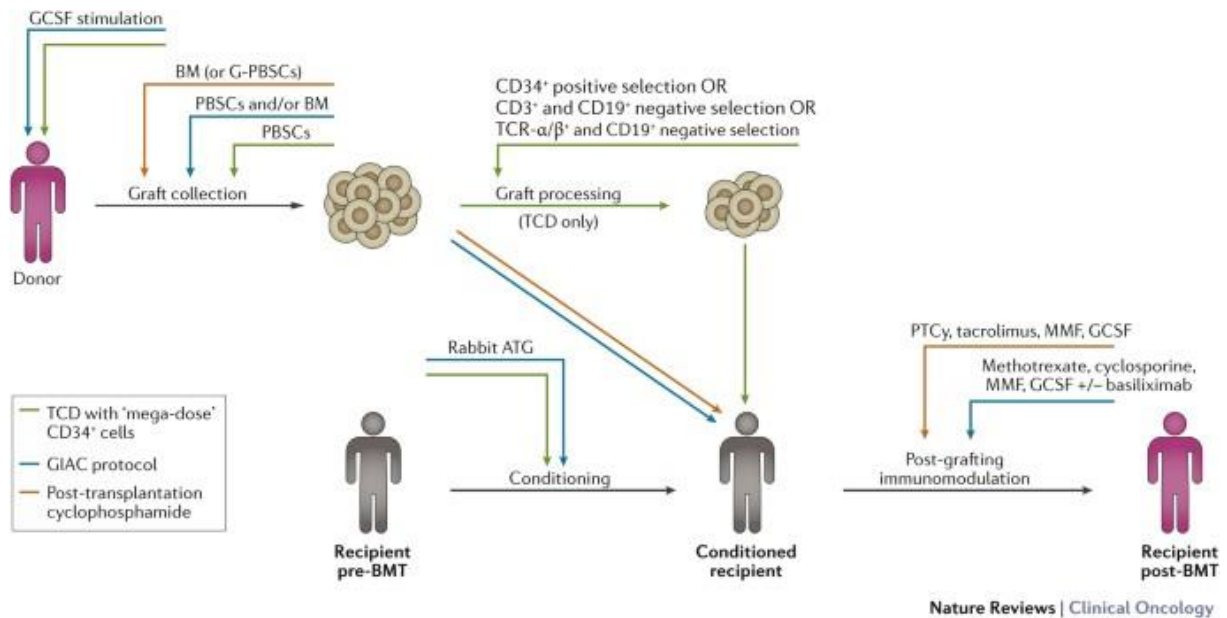 GCSF stimulation
BM (or G-PBSCs)
PBSCs and/or BM
PBSCs
CD34⁺ positive selection OR
CD3⁺ and CD19⁺ negative selection OR
TCR-α/β⁺ and CD19⁺ negative selection
Graft collection
Graft processing
(TCD only)
Donor
Rabbit ATG
PTCy, tacrolimus, MMF, GCSF
Methotrexate, cyclosporine,
MMF, GCSF +/− basiliximab
TCD with ‘mega-dose’
CD34⁺ cells
GIAC protocol
Post-transplantation
cyclophosphamide
Conditioning
Post-grafting
immunomodulation
Recipient
pre-BMT
Conditioned
recipient
Recipient
post-BMT
Nature Reviews | Clinical Oncology